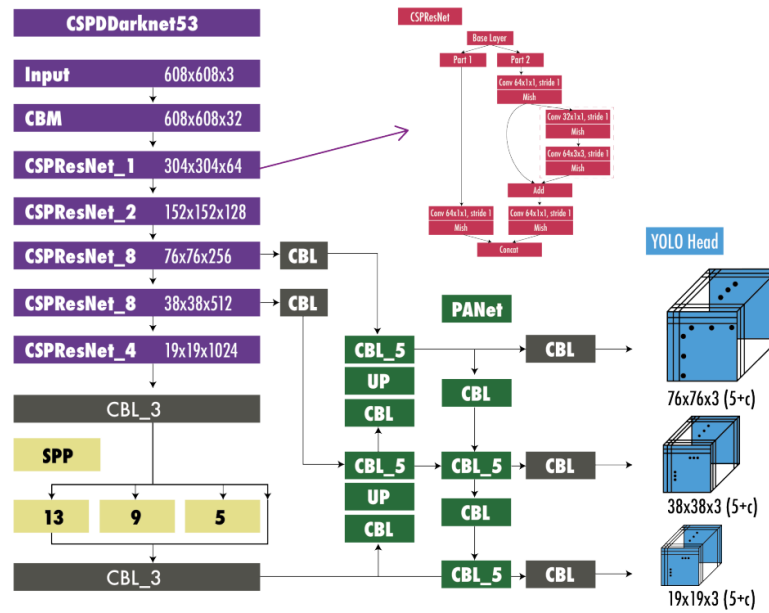 CSPDDarknet53
Input 608x608x3
CBM 608x608x32
CSPResNet_1 304x304x64
CSPResNet_2 152x152x128
CSPResNet_8 76x76x256
CBL
CSPResNet_8 38x38x512
CBL
CSPResNet_4 19x19x1024
CBL_3
SPP
13 9 5
CBL_3
CSPResNet
Base Layer
Part 1 Part 2
Conv 64x1x1, stride 1
Mish
Conv 32x1x1, stride 1
Mish
Conv 64x3x3, stride 1
Mish
Add
Conv 64x1x1, stride 1 Conv 64x1x1, stride 1
Mish Mish
Concat
PANet
CBL_5
UP
CBL
CBL_5
UP
CBL
CBL
CBL_5
CBL
CBL_5
CBL
CBL
CBL
YOLO Head
76x76x3 (5+c)
38x38x3 (5+c)
19x19x3 (5+c)